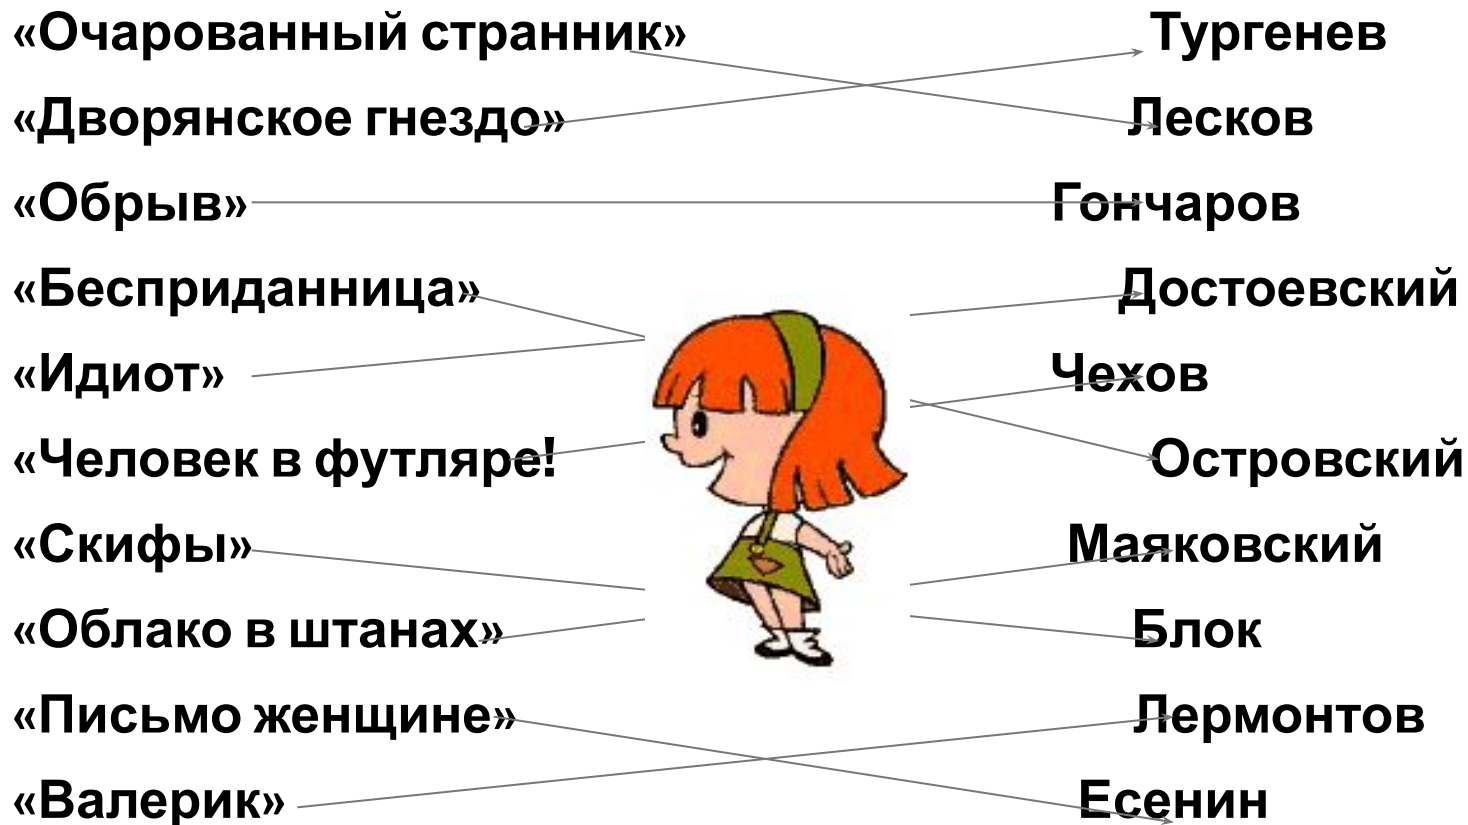 «Очарованный странник» Тургенев
«Дворянское гнездо» Лесков
«Обрыв» Гончаров
«Бесприданница» Достоевский
«Идиот» Чехов
«Человек в футляре! Островский
«Скифы» Маяковский
«Облако в штанах» Блок
«Письмо женщине» Лермонтов
«Валерик» Есенин